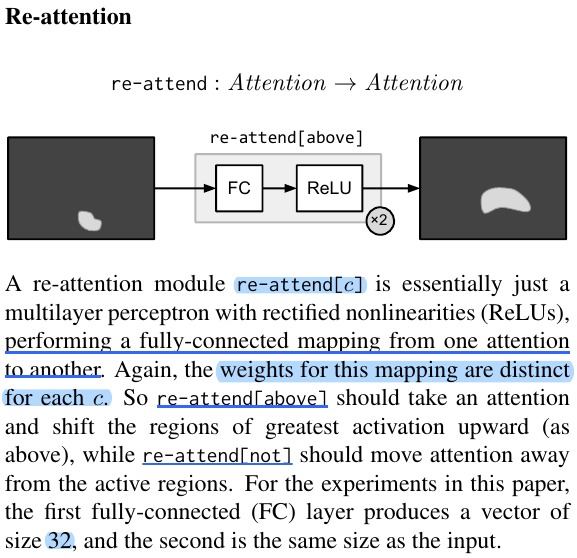 Re-attention
re-attend : Attention → Attention
re-attend[above]
FC
ReLU
×2
A re-attention module re-attend[c] is essentially just a
multilayer perceptron with rectified nonlinearities (ReLUs),
performing a fully-connected mapping from one attention
to another. Again, the weights for this mapping are distinct
for each c. So re-attend[above] should take an attention
and shift the regions of greatest activation upward (as
above), while re-attend[not] should move attention away
from the active regions. For the experiments in this paper,
the first fully-connected (FC) layer produces a vector of
size 32, and the second is the same size as the input.